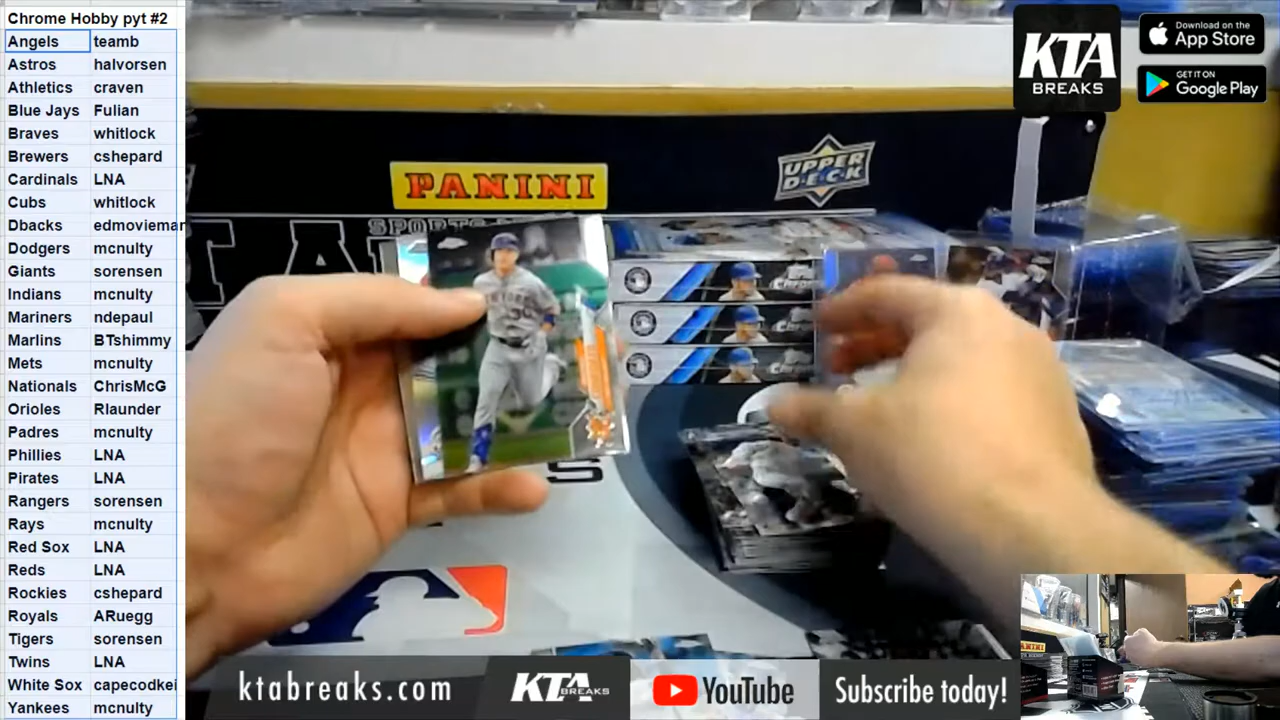 Chrome Hobby pyt #2
Angels teamb
Astros halvorsen
Athletics craven
Blue Jays Fulian
Braves whitlock
Brewers cshepard
Cardinals LNA
Cubs whitlock
Dbacks edmoviemar
Dodgers mcnulty
Giants sorensen
Indians mcnulty
Mariners ndepaul
Marlins BTshimmy
Mets mcnulty
Nationals ChrisMcG
Orioles Rlaunder
Padres mcnulty
Phillies LNA
Pirates LNA
Rangers sorensen
Rays mcnulty
Red Sox LNA
Reds LNA
Rockies cshepard
Royals ARuegg
Tigers sorensen
Twins LNA
White Sox capecodkei
Yankees mcnulty
KTA
BREAKS
Download on the
App Store
GET IT ON
Google Play
PANINI
UPPER
DECK
SPORTS
30
ktabreaks.com
KTA
BREAKS
YouTube
Subscribe today!